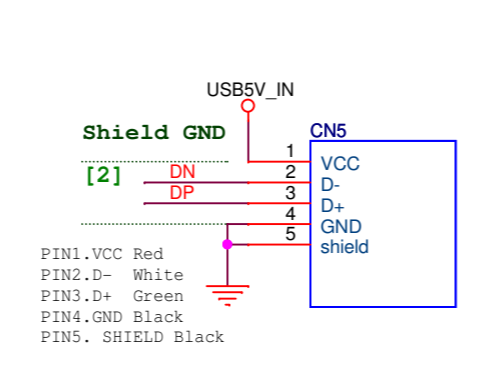 USB5V_IN
Shield GND
CN5
1 VCC
[2] DN 2 D-
DP 3 D+
4 GND
5 shield
PIN1.VCC Red
PIN2.D- White
PIN3.D+ Green
PIN4.GND Black
PIN5. SHIELD Black